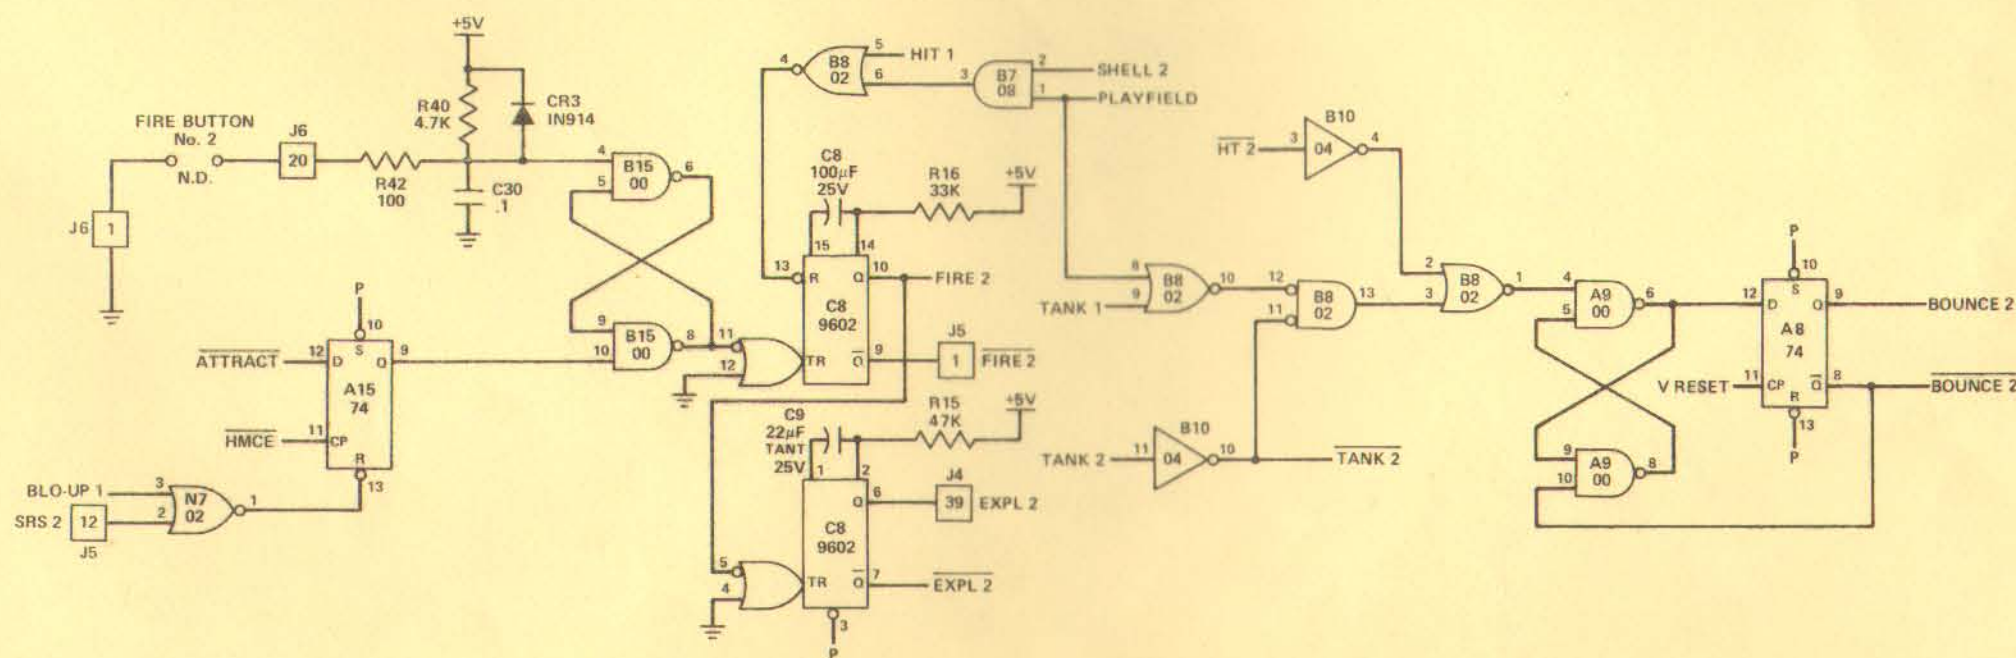 +5V
R40
4.7K
CR3
IN914
FIRE BUTTON
No. 2
N.D.
J6
20
R42
100
C30
.1
J6
1
4
5
B15
00
6
P
10
ATTRACT
12
D
S
Q
9
A15
74
HMCE
11
CP
R
13
BLO-UP 1
3
SRS 2
12
J5
2
N7
02
1
9
10
B15
00
8
11
12
4
B8
02
5
HIT 1
6
3
B7
08
2
SHELL 2
1
PLAYFIELD
C8
100μF
25V
R16
33K
+5V
15
14
13
R
Q
10
FIRE 2
C8
9602
TR
Q
9
J5
1
FIRE 2
C9
22μF
TANT
25V
R15
47K
+5V
1
2
Q
6
J4
39
EXPL 2
C8
9602
5
4
TR
Q
7
EXPL 2
3
P
HT 2
3
B10
04
4
8
TANK 1
9
B8
02
10
12
11
B8
02
13
2
3
B8
02
1
TANK 2
11
B10
04
10
TANK 2
4
5
A9
00
6
9
10
A9
00
8
P
10
12
D
S
Q
9
BOUNCE 2
A8
74
V RESET
11
CP
Q
8
BOUNCE 2
R
13
P